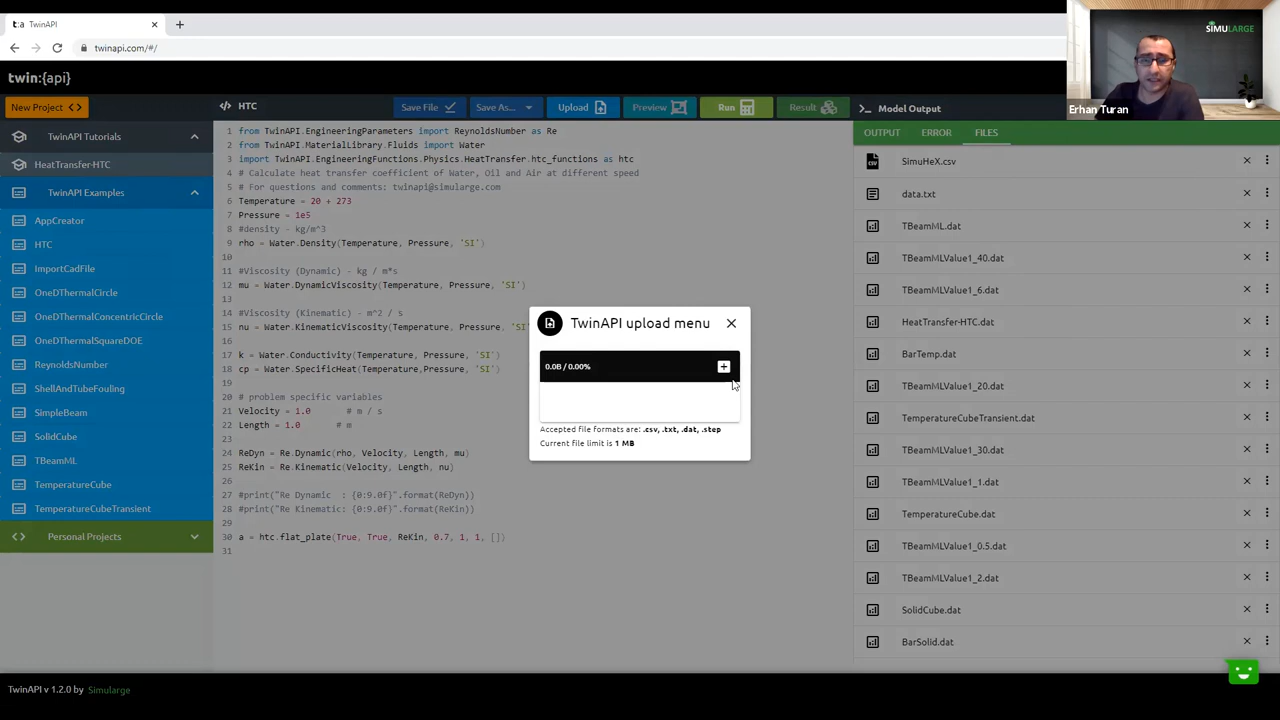 t:a TwinAPI
twinapi.com/#/
SIMULARGE
Erhan Turan
twin:{api}
New Project <>
</> HTC
Save File
Save As...
Upload
Preview
Run
Result
Model Output
TwinAPI Tutorials
HeatTransfer-HTC
TwinAPI Examples
AppCreator
HTC
ImportCadFile
OneDThermalCircle
OneDThermalConcentricCircle
OneDThermalSquareDOE
ReynoldsNumber
ShellAndTubeFouling
SimpleBeam
SolidCube
TBeamML
TemperatureCube
TemperatureCubeTransient
<> Personal Projects
1 from TwinAPI.EngineeringParameters import ReynoldsNumber as Re
2 from TwinAPI.MaterialLibrary.Fluids import Water
3 import TwinAPI.EngineeringFunctions.Physics.HeatTransfer.htc_functions as htc
4 # Calculate heat transfer coefficient of Water, Oil and Air at different speed
5 # For questions and comments: twinapi@simularge.com
6 Temperature = 20 + 273
7 Pressure = 1e5
8 #density - kg/m^3
9 rho = Water.Density(Temperature, Pressure, 'SI')
10
11 #Viscosity (Dynamic) - kg / m*s
12 mu = Water.DynamicViscosity(Temperature, Pressure, 'SI')
13
14 #Viscosity (Kinematic) - m^2 / s
15 nu = Water.KinematicViscosity(Temperature, Pressure, 'SI
16
17 k = Water.Conductivity(Temperature, Pressure, 'SI')
18 cp = Water.SpecificHeat(Temperature,Pressure, 'SI')
19
20 # problem specific variables
21 Velocity = 1.0 # m / s
22 Length = 1.0 # m
23
24 ReDyn = Re.Dynamic(rho, Velocity, Length, mu)
25 ReKin = Re.Kinematic(Velocity, Length, nu)
26
27 #print("Re Dynamic : {0:9.0f}".format(ReDyn))
28 #print("Re Kinematic: {0:9.0f}".format(ReKin))
29
30 a = htc.flat_plate(True, True, ReKin, 0.7, 1, 1, [])
31
TwinAPI upload menu
0.0B / 0.00%
Accepted file formats are: .csv, .txt, .dat, .step
Current file limit is 1 MB
OUTPUT ERROR FILES
SimuHeX.csv
data.txt
TBeamML.dat
TBeamMLValue1_40.dat
TBeamMLValue1_6.dat
HeatTransfer-HTC.dat
BarTemp.dat
TBeamMLValue1_20.dat
TemperatureCubeTransient.dat
TBeamMLValue1_30.dat
TBeamMLValue1_1.dat
TemperatureCube.dat
TBeamMLValue1_0.5.dat
TBeamMLValue1_2.dat
SolidCube.dat
BarSolid.dat
TwinAPI v 1.2.0 by Simularge